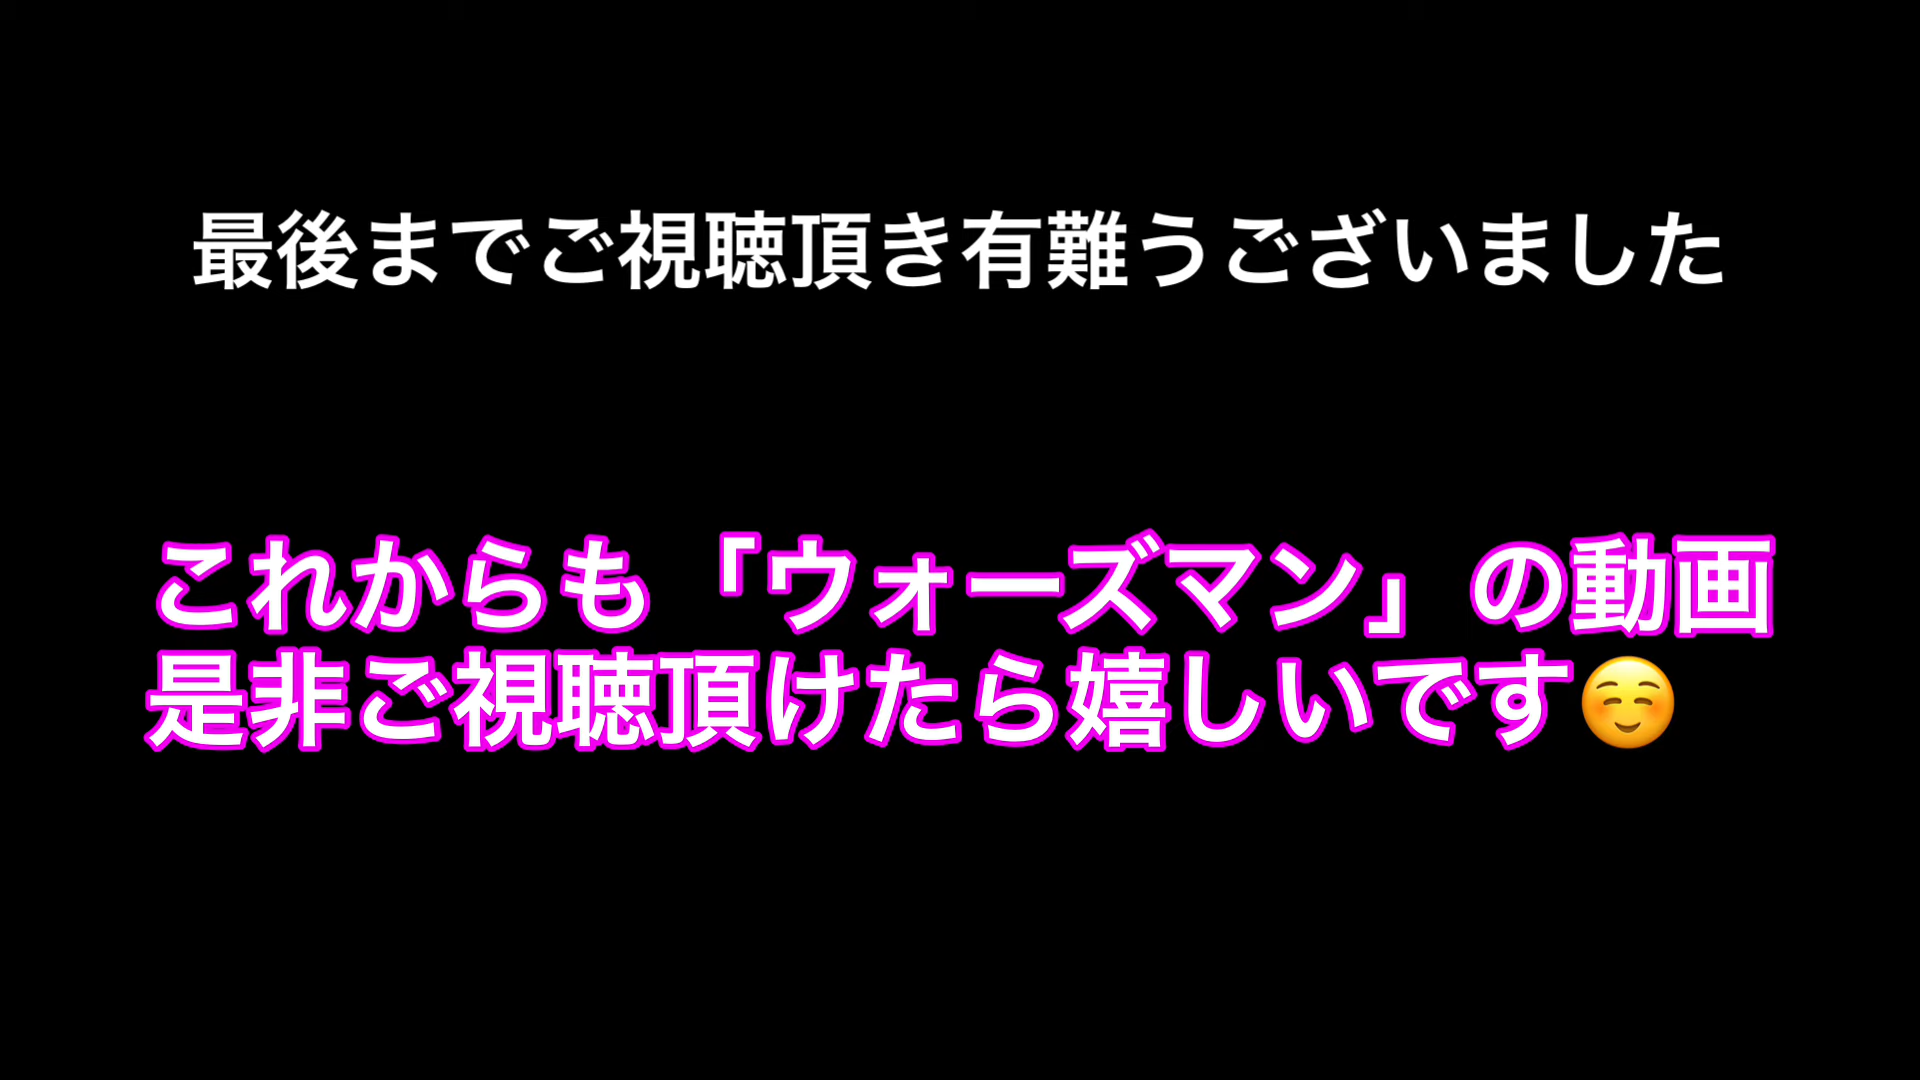 最後までご視聴頂き有難うございました
これからも「ウォーズマン」の動画
是非ご視聴頂けたら嬉しいです☺️